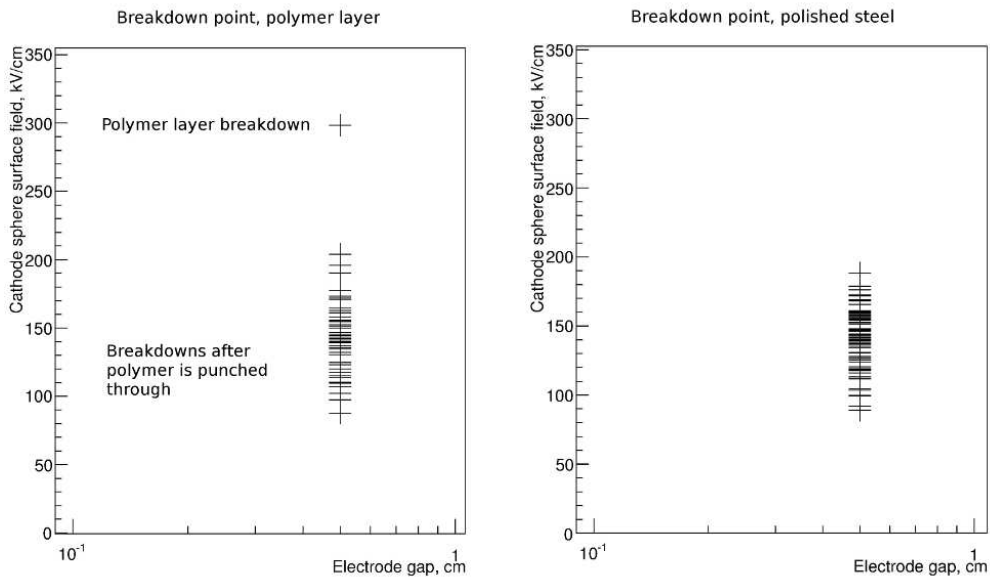 Breakdown point, polymer layer
Cathode sphere surface field, kV/cm
350
300
250
200
150
100
50
0
Polymer layer breakdown
Breakdowns after
polymer is punched
through
10-1
1
Electrode gap, cm
Breakdown point, polished steel
Cathode sphere surface field, kV/cm
350
300
250
200
150
100
50
0
10-1
1
Electrode gap, cm